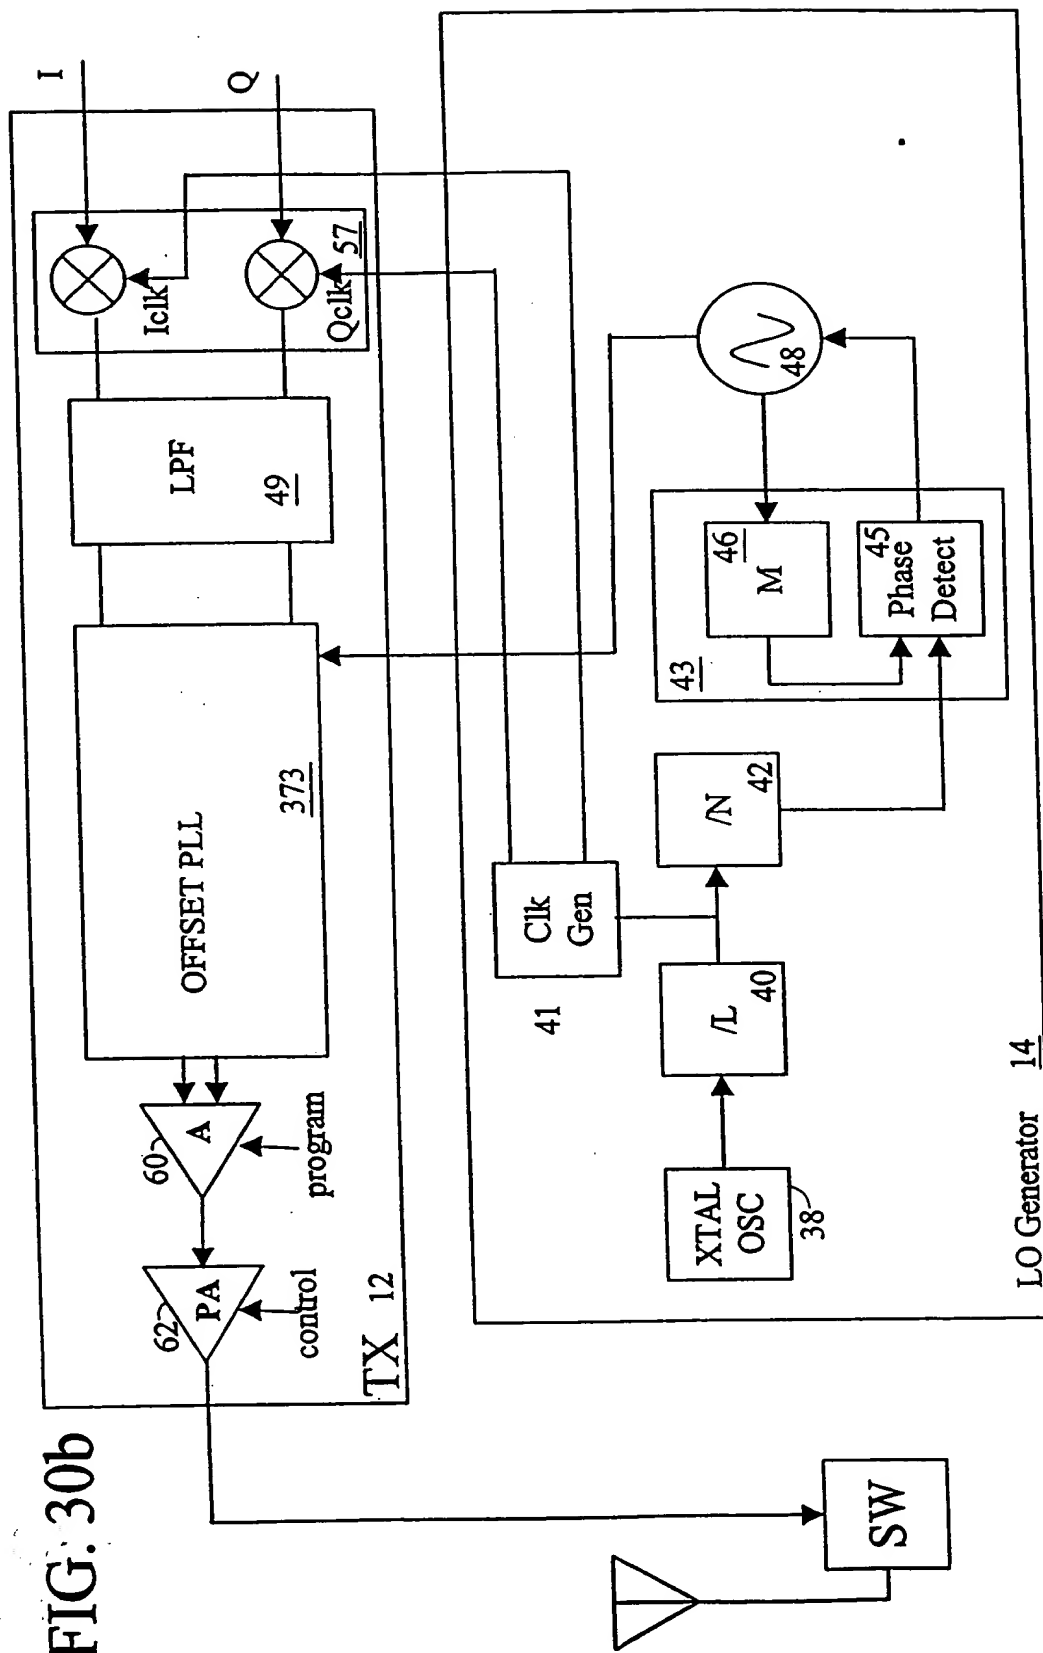 FIG. 30b
I
Q
Iclk
Qclk
57
LPF
49
OFFSET PLL
373
A
60
program
PA
62
control
TX 12
Clk
Gen
41
48
46
M
45
Phase
Detect
43
/N
42
/L
40
XTAL
OSC
38
LO Generator 14
SW